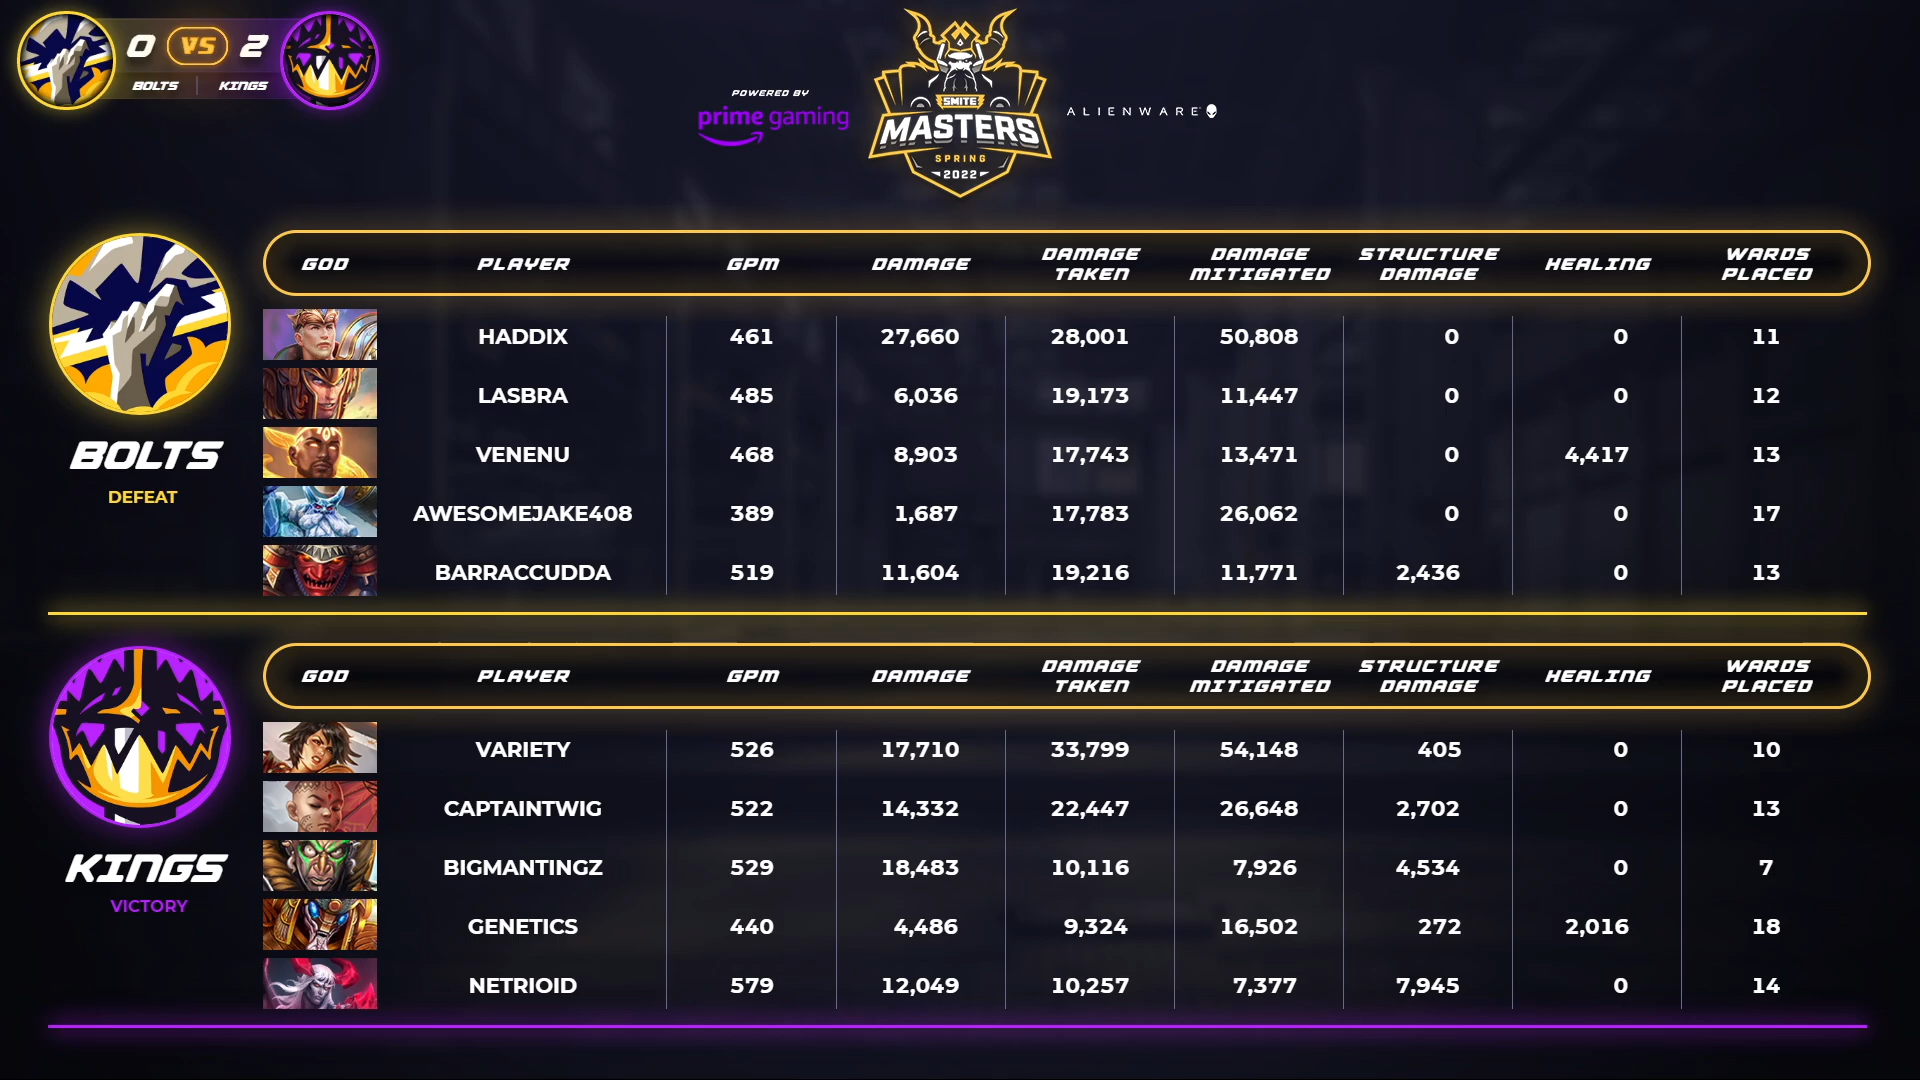 0 VS 2
BOLTS KINGS
POWERED BY
prime gaming
SMITE
MASTERS
SPRING
2022
ALIENWARE
GOD PLAYER GPM DAMAGE DAMAGE TAKEN DAMAGE MITIGATED STRUCTURE DAMAGE HEALING WARDS PLACED
HADDIX 461 27,660 28,001 50,808 0 0 11
LASBRA 485 6,036 19,173 11,447 0 0 12
VENENU 468 8,903 17,743 13,471 0 4,417 13
AWESOMEJAKE408 389 1,687 17,783 26,062 0 0 17
BARRACCUDDA 519 11,604 19,216 11,771 2,436 0 13
BOLTS
DEFEAT
GOD PLAYER GPM DAMAGE DAMAGE TAKEN DAMAGE MITIGATED STRUCTURE DAMAGE HEALING WARDS PLACED
VARIETY 526 17,710 33,799 54,148 405 0 10
CAPTAINTWIG 522 14,332 22,447 26,648 2,702 0 13
BIGMANTINGZ 529 18,483 10,116 7,926 4,534 0 7
GENETICS 440 4,486 9,324 16,502 272 2,016 18
NETRIOID 579 12,049 10,257 7,377 7,945 0 14
KINGS
VICTORY